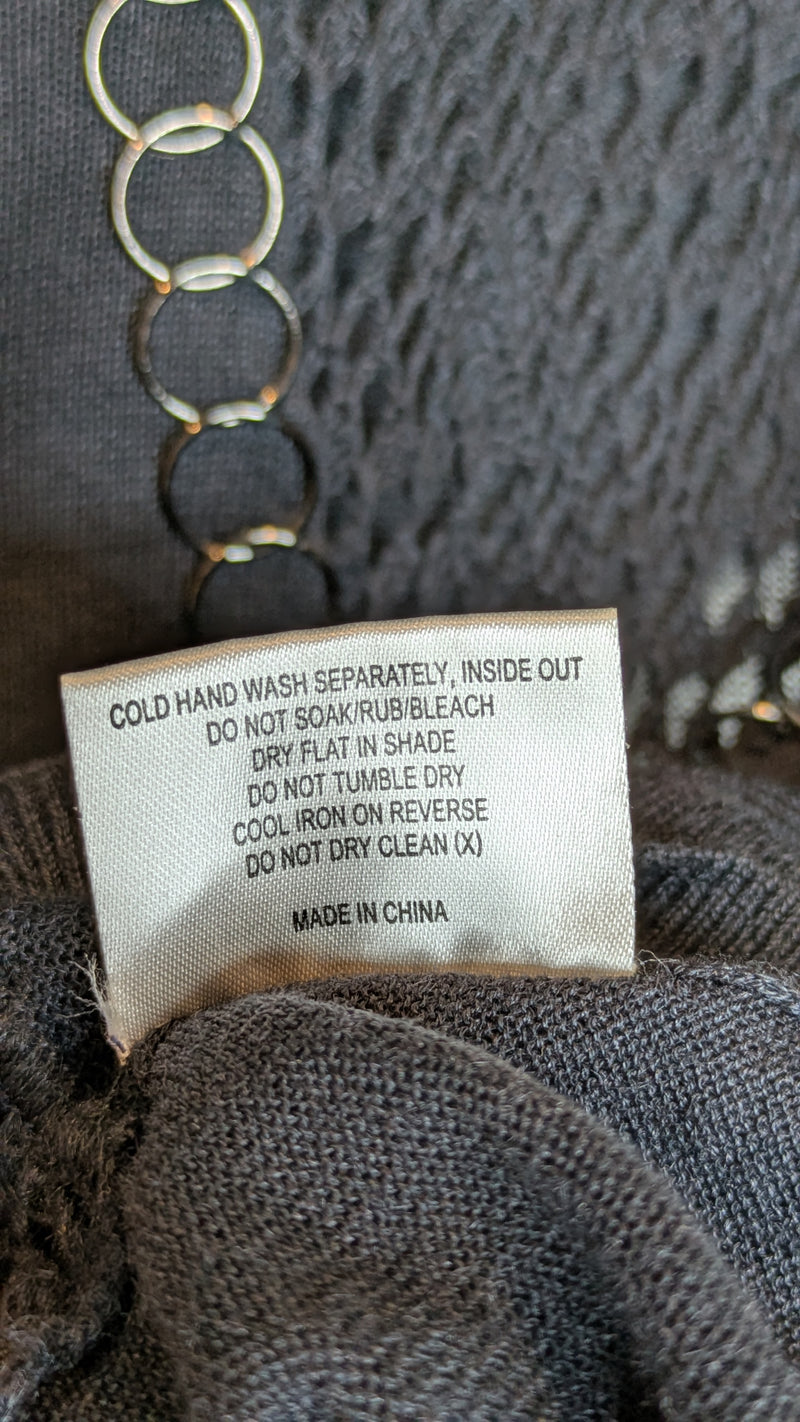 COLD HAND WASH SEPARATELY, INSIDE OUT
DO NOT SOAK/RUB/BLEACH
DRY FLAT IN SHADE
DO NOT TUMBLE DRY
COOL IRON ON REVERSE
DO NOT DRY CLEAN (X)
MADE IN CHINA